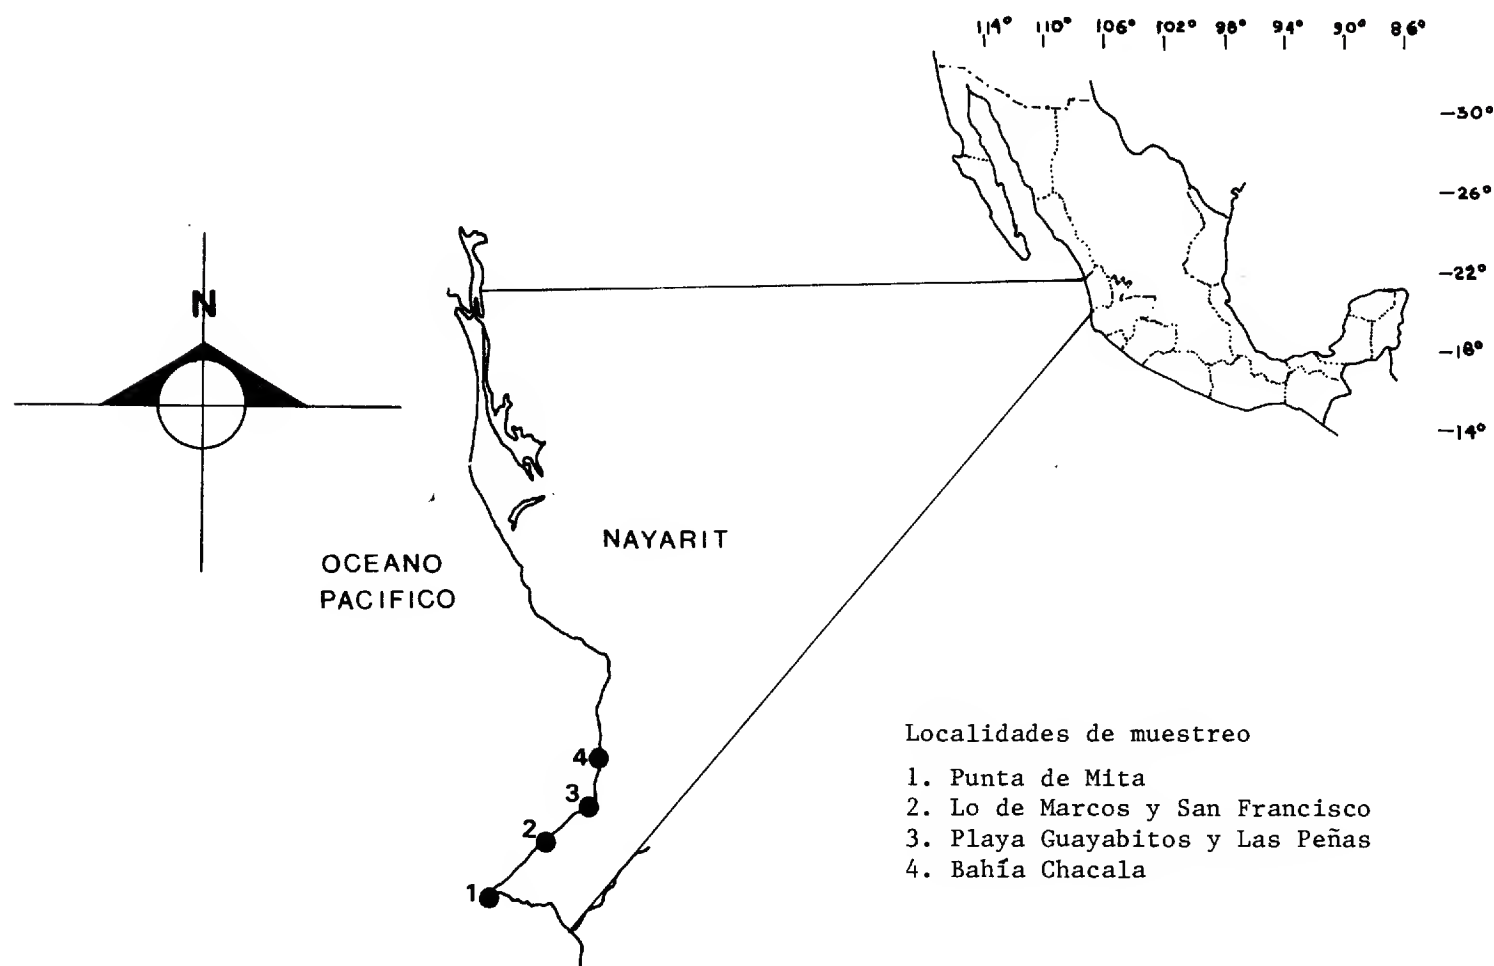 114° 110° 106° 102° 98° 94° 90° 86°
—30°
—26°
—22°
—18°
—14°
N
NAYARIT
OCEANO
PACIFICO
4
3
2
1
Localidades de muestreo
1. Punta de Mita
2. Lo de Marcos y San Francisco
3. Playa Guayabitos y Las Peñas
4. Bahía Chacala